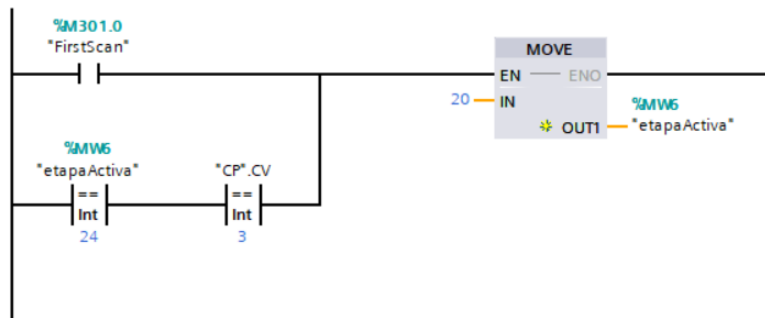 %M301.0
"FirstScan"
MOVE
EN ENO
20 IN
%MW6
OUT1 "etapaActiva"
%MW6
"etapaActiva" "CP".CV
== ==
Int Int
24 3